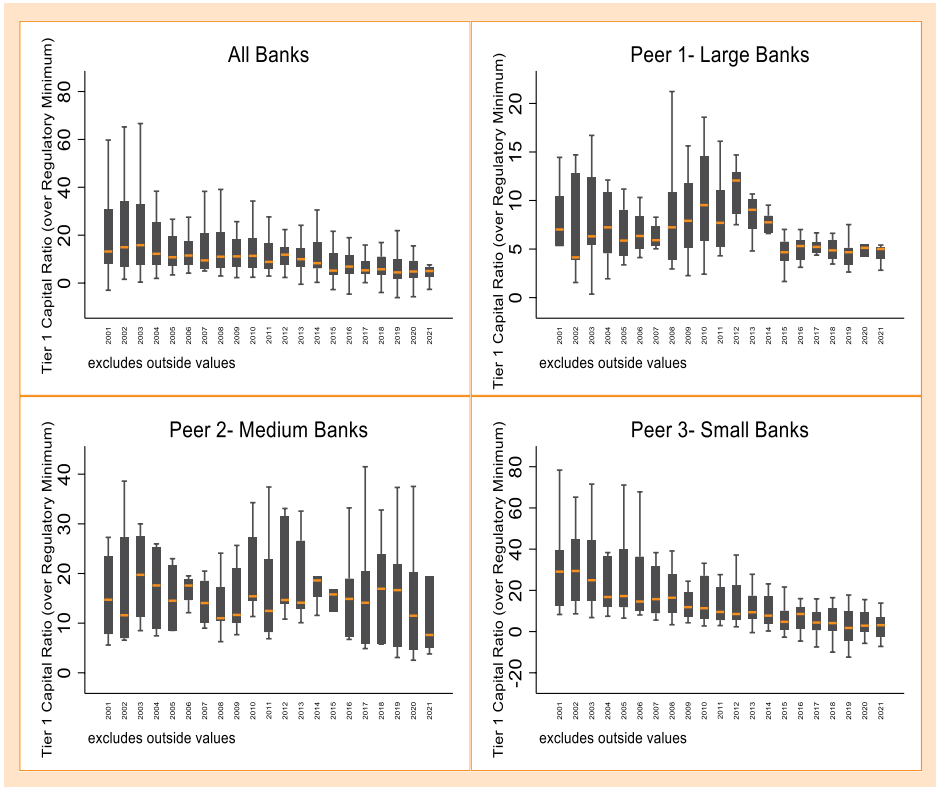 All Banks
Tier 1 Capital Ratio (over Regulatory Minimum)
80
60
40
20
0
2001 2002 2003 2004 2005 2006 2007 2008 2009 2010 2011 2012 2013 2014 2015 2016 2017 2018 2019 2020 2021
excludes outside values
Peer 1- Large Banks
Tier 1 Capital Ratio (over Regulatory Minimum)
20
15
10
5
0
2001 2002 2003 2004 2005 2006 2007 2008 2009 2010 2011 2012 2013 2014 2015 2016 2017 2018 2019 2020 2021
excludes outside values
Peer 2- Medium Banks
Tier 1 Capital Ratio (over Regulatory Minimum)
40
30
20
10
0
2001 2002 2003 2004 2005 2006 2007 2008 2009 2010 2011 2012 2013 2014 2015 2016 2017 2018 2019 2020 2021
excludes outside values
Peer 3- Small Banks
Tier 1 Capital Ratio (over Regulatory Minimum)
80
60
40
20
0
-20
2001 2002 2003 2004 2005 2006 2007 2008 2009 2010 2011 2012 2013 2014 2015 2016 2017 2018 2019 2020 2021
excludes outside values